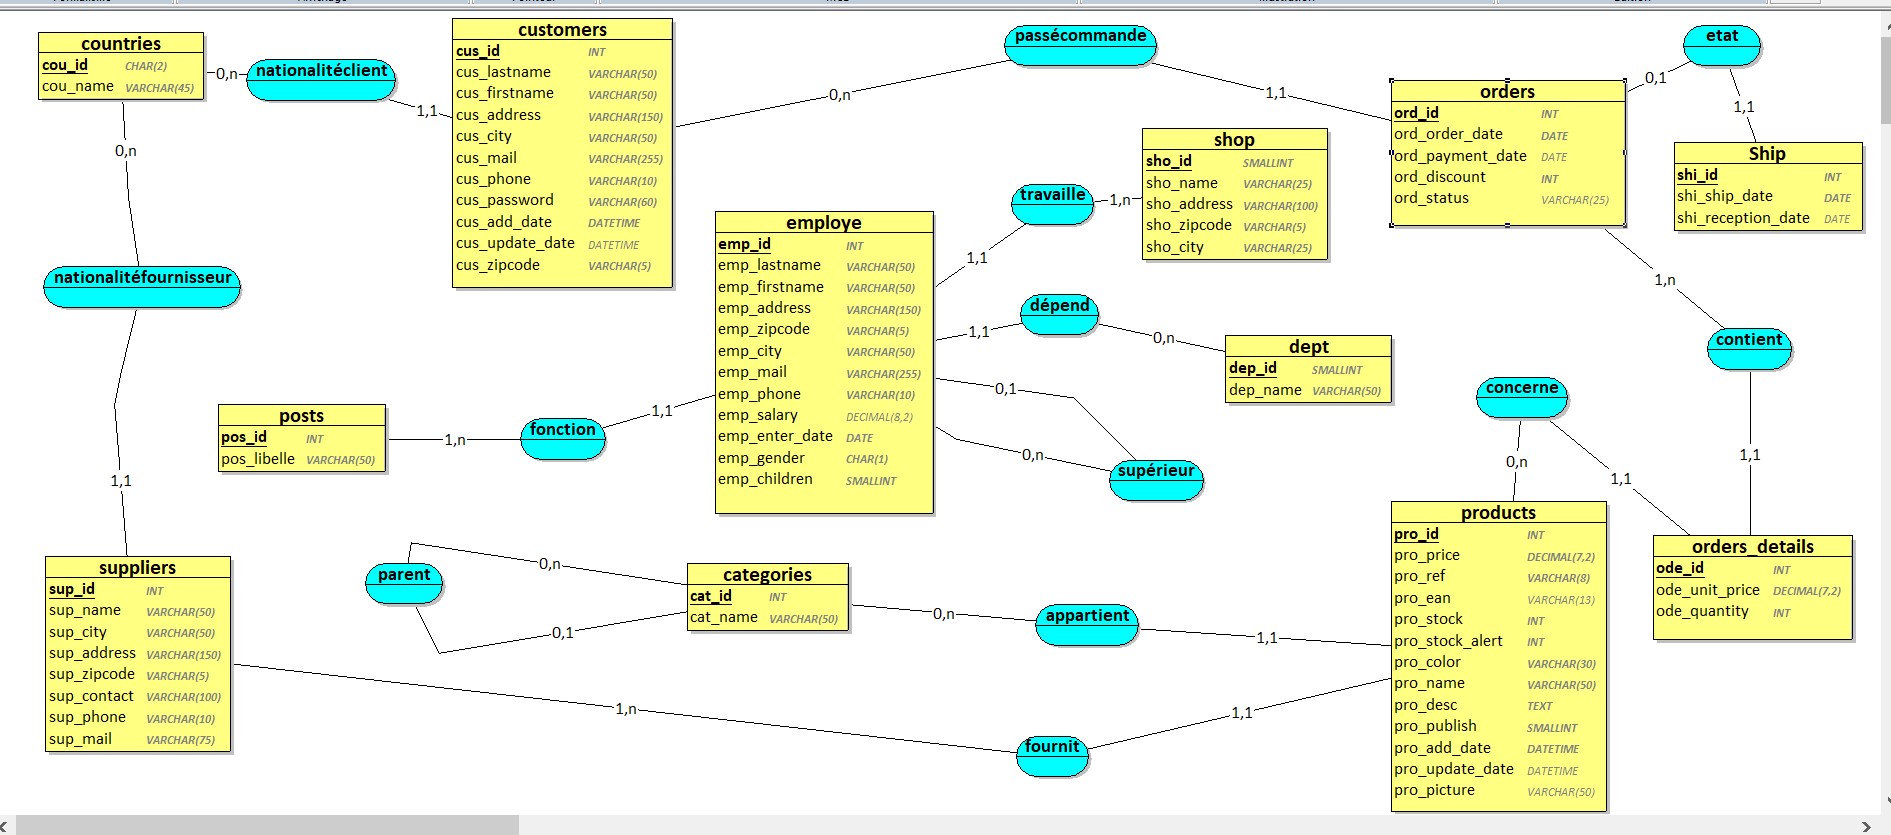 countries
cou_id CHAR(2)
cou_name VARCHAR(45)
0,n
nationalitéclient
1,1
customers
cus_id INT
cus_lastname VARCHAR(50)
cus_firstname VARCHAR(50)
cus_address VARCHAR(150)
cus_city VARCHAR(50)
cus_mail VARCHAR(255)
cus_phone VARCHAR(10)
cus_password VARCHAR(60)
cus_add_date DATETIME
cus_update_date DATETIME
cus_zipcode VARCHAR(5)
0,n
passécommande
1,1
orders
ord_id INT
ord_order_date DATE
ord_payment_date DATE
ord_discount INT
ord_status VARCHAR(25)
0,1
etat
1,1
Ship
shi_id INT
shi_ship_date DATE
shi_reception_date DATE
0,n
nationalitéfournisseur
1,1
employe
emp_id INT
emp_lastname VARCHAR(50)
emp_firstname VARCHAR(50)
emp_address VARCHAR(150)
emp_zipcode VARCHAR(5)
emp_city VARCHAR(50)
emp_mail VARCHAR(255)
emp_phone VARCHAR(10)
emp_salary DECIMAL(8,2)
emp_enter_date DATE
emp_gender CHAR(1)
emp_children SMALLINT
1,1
travaille
1,n
shop
sho_id SMALLINT
sho_name VARCHAR(25)
sho_address VARCHAR(100)
sho_zipcode VARCHAR(5)
sho_city VARCHAR(25)
1,1
dépend
0,n
dept
dep_id SMALLINT
dep_name VARCHAR(50)
0,1
0,n
supérieur
posts
pos_id INT
pos_libelle VARCHAR(50)
1,n
fonction
1,1
1,n
contient
1,1
concerne
0,n
1,1
orders_details
ode_id INT
ode_unit_price DECIMAL(7,2)
ode_quantity INT
suppliers
sup_id INT
sup_name VARCHAR(50)
sup_city VARCHAR(50)
sup_address VARCHAR(150)
sup_zipcode VARCHAR(5)
sup_contact VARCHAR(100)
sup_phone VARCHAR(10)
sup_mail VARCHAR(75)
parent
0,n
0,1
categories
cat_id INT
cat_name VARCHAR(50)
0,n
appartient
1,1
1,n
fournit
1,1
products
pro_id INT
pro_price DECIMAL(7,2)
pro_ref VARCHAR(8)
pro_ean VARCHAR(13)
pro_stock INT
pro_stock_alert INT
pro_color VARCHAR(30)
pro_name VARCHAR(50)
pro_desc TEXT
pro_publish SMALLINT
pro_add_date DATETIME
pro_update_date DATETIME
pro_picture VARCHAR(50)